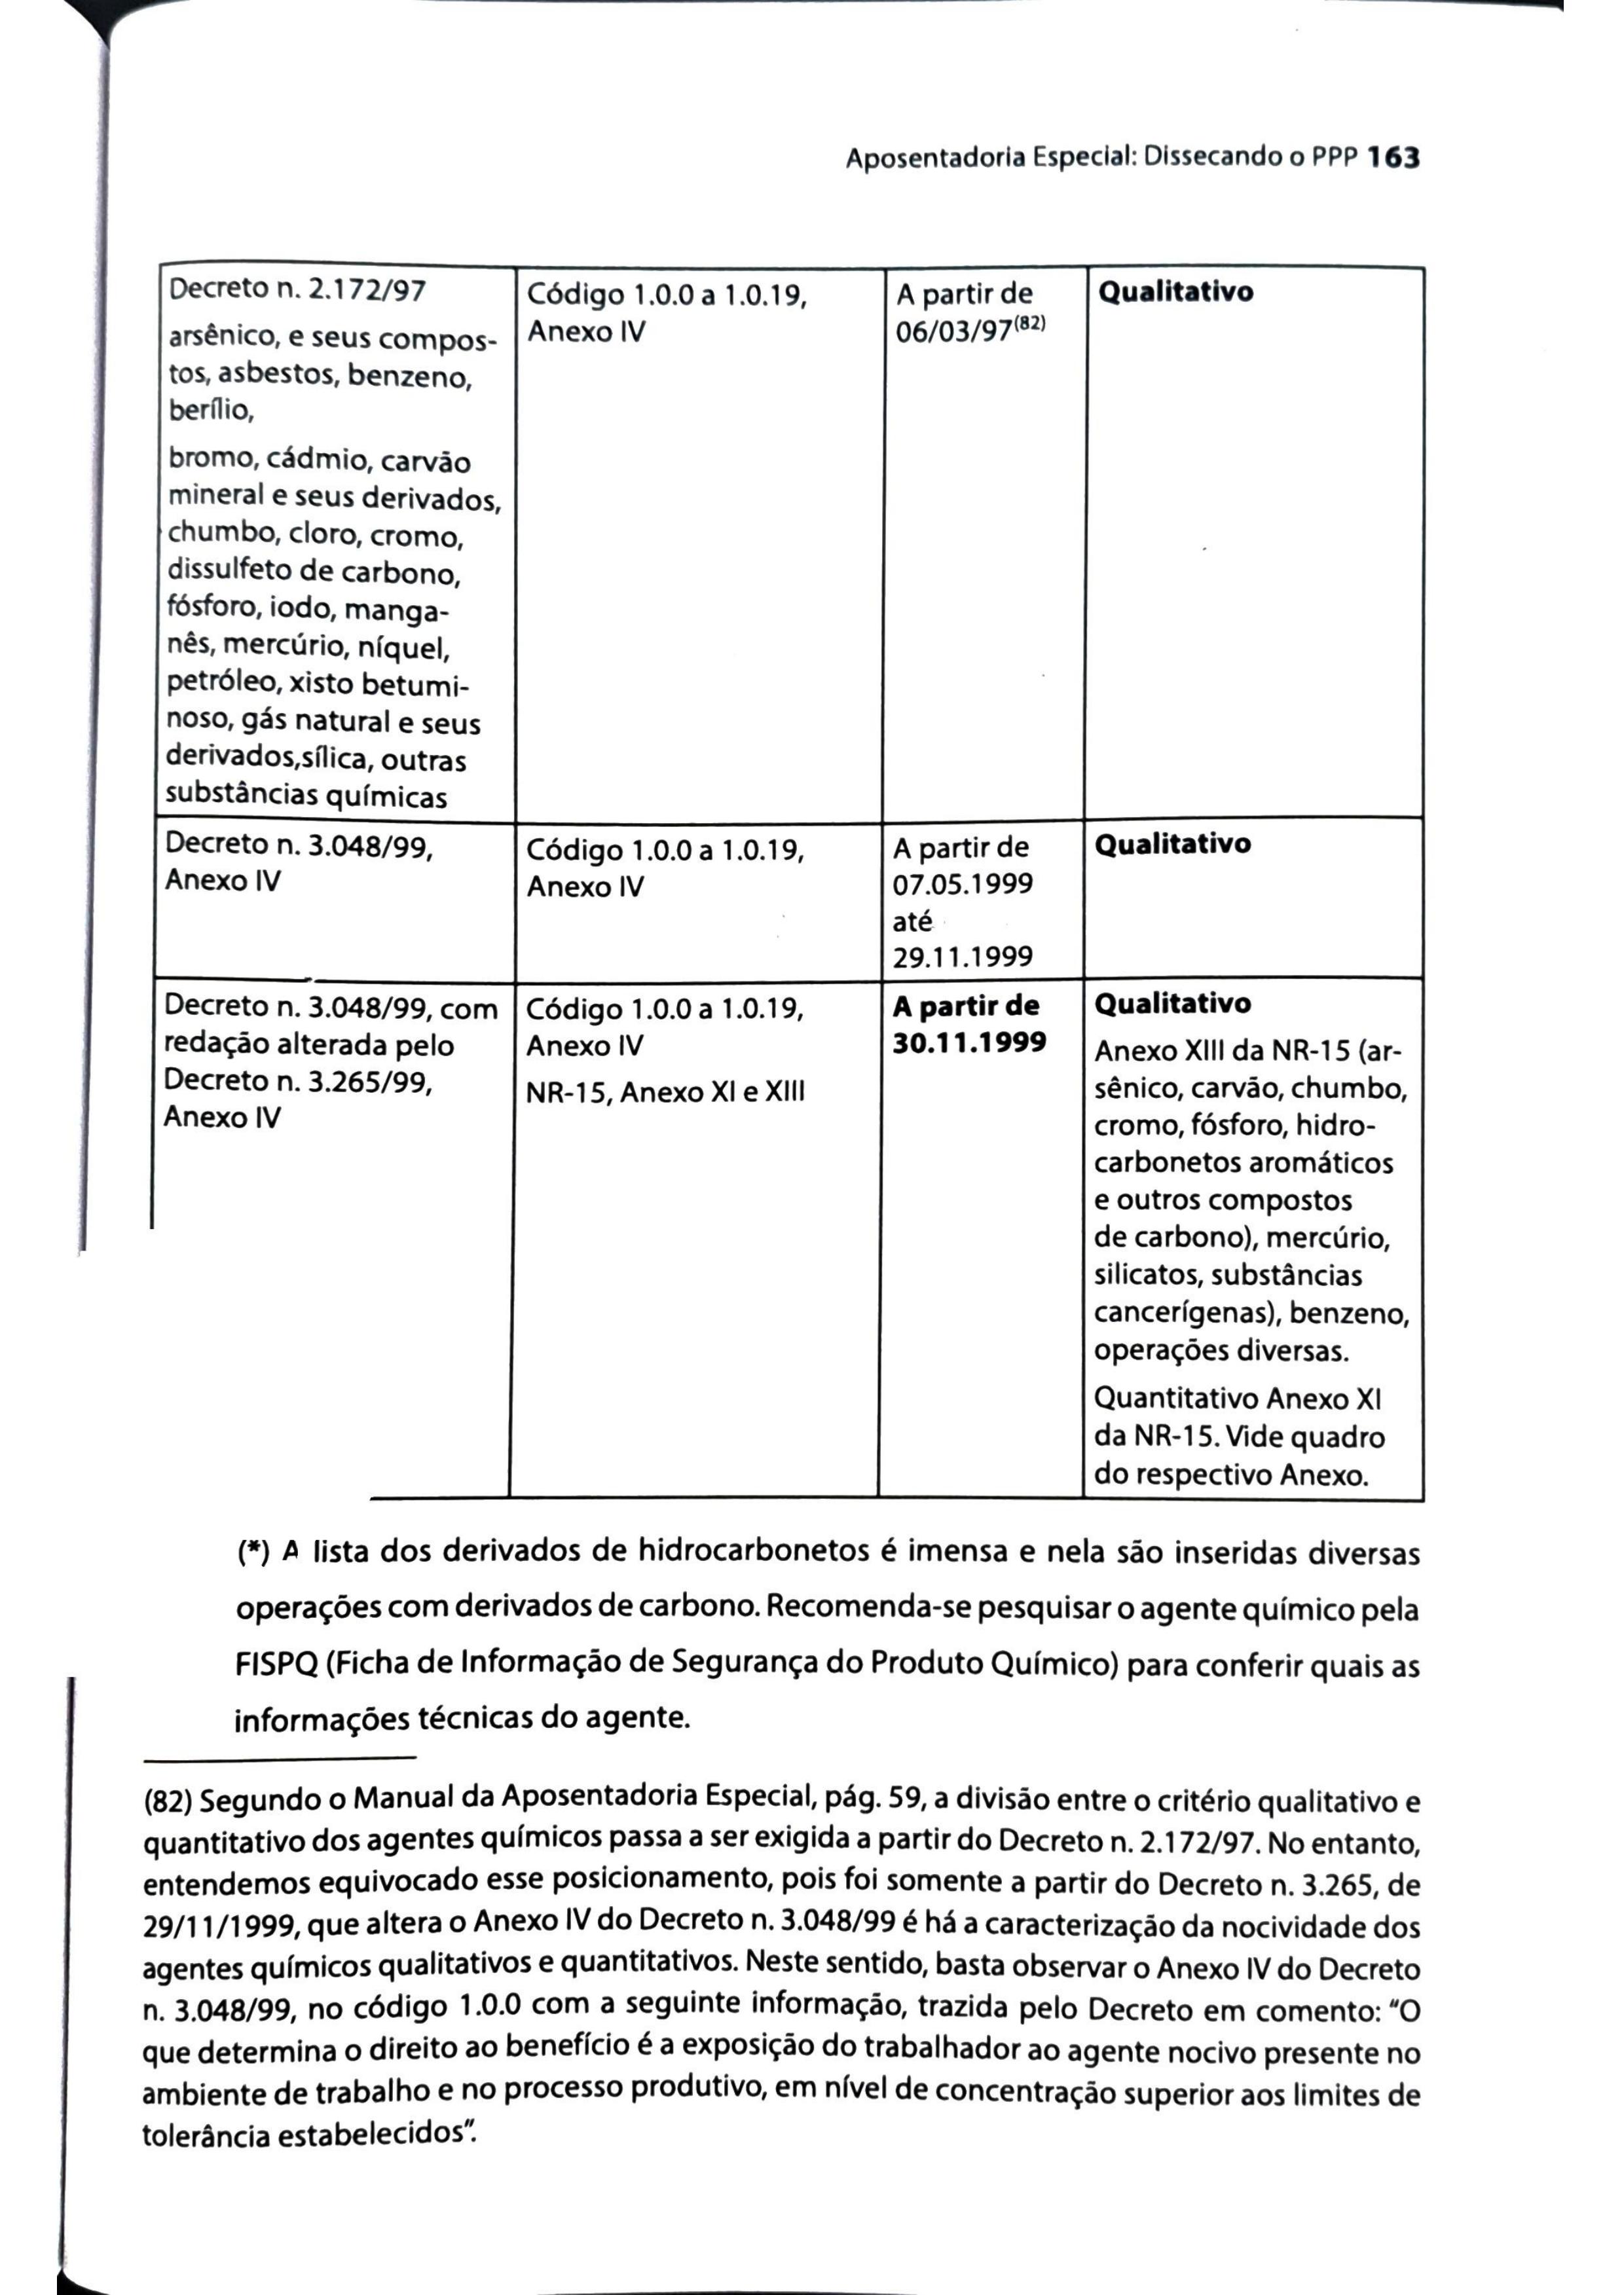 Aposentadoria Especial: Dissecando o PPP 163
Decreto n. 2.172/97
arsênico, e seus compos-
tos, asbestos, benzeno,
berílio,
bromo, cádmio, carvão
mineral e seus derivados,
chumbo, cloro, cromo,
dissulfeto de carbono,
fósforo, iodo, manga-
nês, mercúrio, níquel,
petróleo, xisto betumi-
noso, gás natural e seus
derivados,sílica, outras
substâncias químicas
Código 1.0.0 a 1.0.19,
Anexo IV
A partir de
06/03/97(82)
Qualitativo
Decreto n. 3.048/99,
Anexo IV
Código 1.0.0 a 1.0.19,
Anexo IV
A partir de
07.05.1999
até
29.11.1999
Qualitativo
Decreto n. 3.048/99, com
redação alterada pelo
Decreto n. 3.265/99,
Anexo IV
Código 1.0.0 a 1.0.19,
Anexo IV
NR-15, Anexo XI e XIII
A partir de
30.11.1999
Qualitativo
Anexo XIII da NR-15 (ar-
sênico, carvão, chumbo,
cromo, fósforo, hidro-
carbonetos aromáticos
e outros compostos
de carbono), mercúrio,
silicatos, substâncias
cancerígenas), benzeno,
operações diversas.
Quantitativo Anexo XI
da NR-15. Vide quadro
do respectivo Anexo.
(*) A lista dos derivados de hidrocarbonetos é imensa e nela são inseridas diversas
operações com derivados de carbono. Recomenda-se pesquisar o agente químico pela
FISPQ (Ficha de Informação de Segurança do Produto Químico) para conferir quais as
informações técnicas do agente.
(82) Segundo o Manual da Aposentadoria Especial, pág. 59, a divisão entre o critério qualitativo e
quantitativo dos agentes químicos passa a ser exigida a partir do Decreto n. 2.172/97. No entanto,
entendemos equivocado esse posicionamento, pois foi somente a partir do Decreto n. 3.265, de
29/11/1999, que altera o Anexo IV do Decreto n. 3.048/99 é há a caracterização da nocividade dos
agentes químicos qualitativos e quantitativos. Neste sentido, basta observar o Anexo IV do Decreto
n. 3.048/99, no código 1.0.0 com a seguinte informação, trazida pelo Decreto em comento: "O
que determina o direito ao benefício é a exposição do trabalhador ao agente nocivo presente no
ambiente de trabalho e no processo produtivo, em nível de concentração superior aos limites de
tolerância estabelecidos".